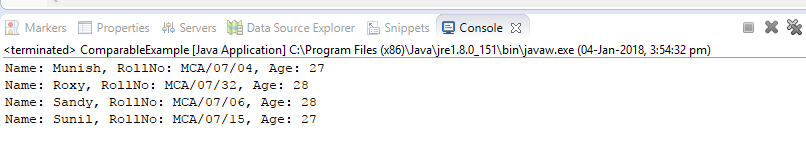 Markers Properties Servers Data Source Explorer Snippets Console
<terminated> ComparableExample [Java Application] C:\Program Files (x86)\Java\jre1.8.0_151\bin\javaw.exe (04-Jan-2018, 3:54:32 pm)
Name: Munish, RollNo: MCA/07/04, Age: 27
Name: Roxy, RollNo: MCA/07/32, Age: 28
Name: Sandy, RollNo: MCA/07/06, Age: 28
Name: Sunil, RollNo: MCA/07/15, Age: 27